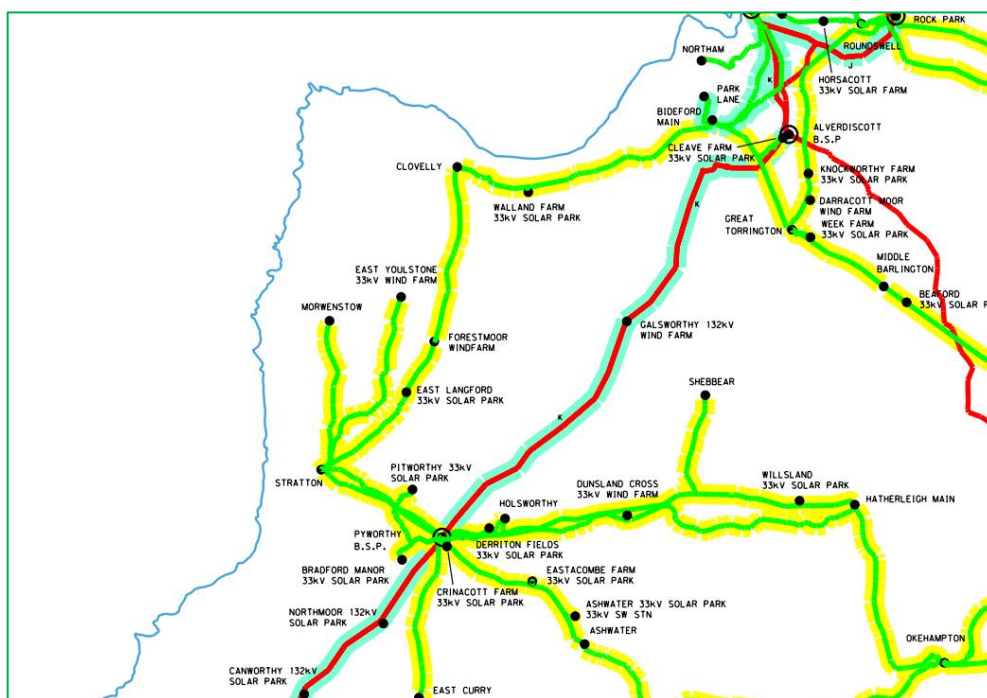 ROCK PARK
ROUNDSWELL
NORTHAM
HORSACOTT
33kV SOLAR FARM
J
K
PARK
LANE
BIDEFORD
MAIN
ALVERDISCOTT
B.S.P
CLEAVE FARM
33kV SOLAR PARK
CLOVELLY
KNOCKWORTHY FARM
33kV SOLAR PARK
WALLAND FARM
33kV SOLAR PARK
K
DARRACOTT MOOR
WIND FARM
GREAT
TORRINGTON
WEEK FARM
33kV SOLAR PARK
MIDDLE
BARLINGTON
EAST YOULSTONE
33kV WIND FARM
BEAFORD
33kV SOLAR P
MORWENSTOW
GALSWORTHY 132kV
WIND FARM
FORESTMOOR
WINDFARM
EAST LANGFORD
33kV SOLAR PARK
SHEBBEAR
K
STRATTON
PITWORTHY 33kV
SOLAR PARK
DUNSLAND CROSS
33kV WIND FARM
WILLSLAND
33kV SOLAR PARK
HATHERLEIGH MAIN
HOLSWORTHY
PYWORTHY
B.S.P.
DERRITON FIELDS
33kV SOLAR PARK
BRADFORD MANOR
33kV SOLAR PARK
CRINACOTT FARM
33kV SOLAR PARK
EASTACOMBE FARM
33kV SOLAR PARK
NORTHMOOR 132kV
SOLAR PARK
ASHWATER 33kV SOLAR PARK
33kV SW STN
ASHWATER
OKEHAMPTON
CANWORTHY 132kV
SOLAR PARK
EAST CURRY